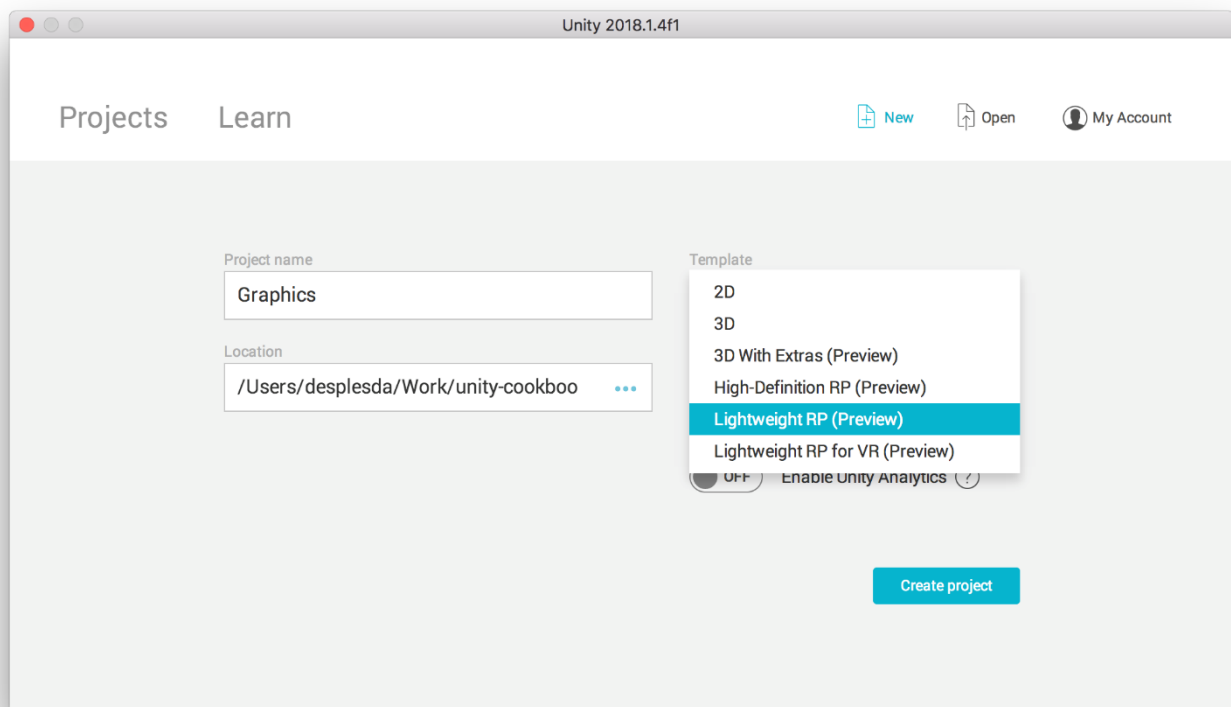 Unity 2018.1.4f1
Projects
Learn
New
Open
My Account
Project name
Graphics
Location
/Users/desplesda/Work/unity-cookboo
Template
2D
3D
3D With Extras (Preview)
High-Definition RP (Preview)
Lightweight RP (Preview)
Lightweight RP for VR (Preview)
OFF
Enable Unity Analytics ?
Create project